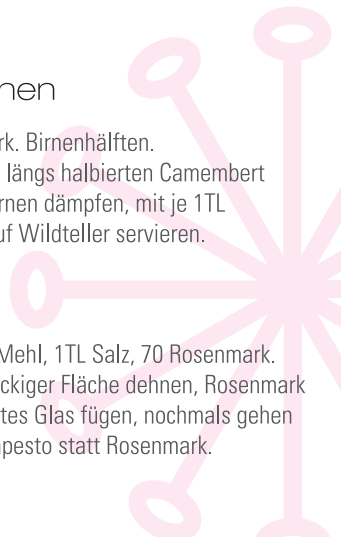 nen
rk. Birnenhälften.
längs halbierten Camembert
rnen dämpfen, mit je 1TL
uf Wildteller servieren.
Mehl, 1TL Salz, 70 Rosenmark.
ckiger Fläche dehnen, Rosenmark
tes Glas fügen, nochmals gehen
npesto statt Rosenmark.